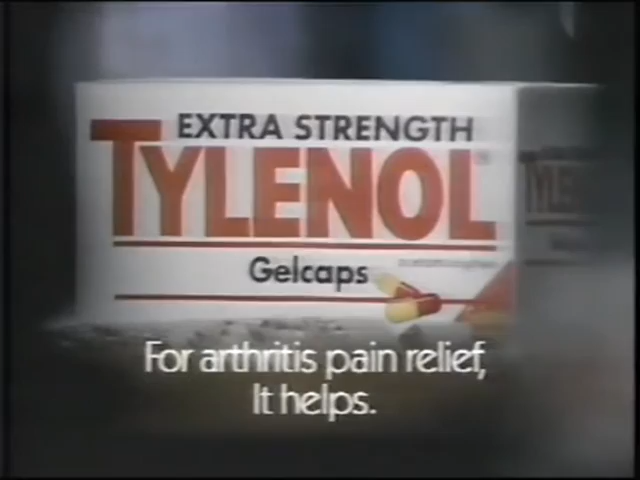 EXTRA STRENGTH
TYLENOL
Gelcaps
For arthritis pain relief,
It helps.